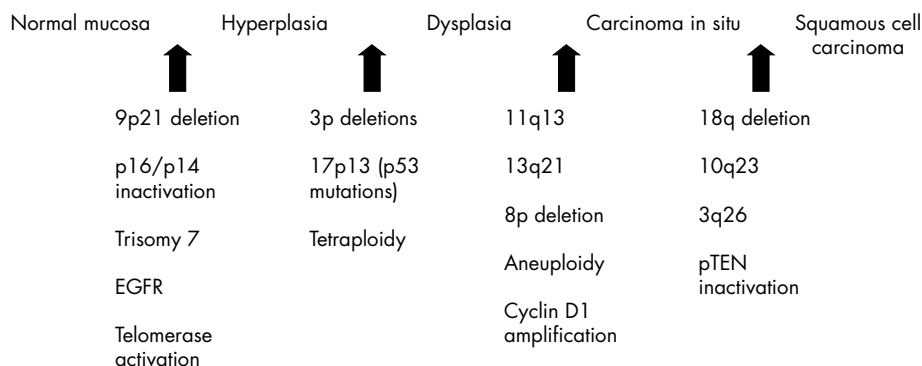 Normal mucosa
Hyperplasia
Dysplasia
Carcinoma in situ
Squamous cell
carcinoma
9p21 deletion
p16/p14
inactivation
Trisomy 7
EGFR
Telomerase
activation
3p deletions
17p13 (p53
mutations)
Tetraploidy
11q13
13q21
8p deletion
Aneuploidy
Cyclin D1
amplification
18q deletion
10q23
3q26
pTEN
inactivation